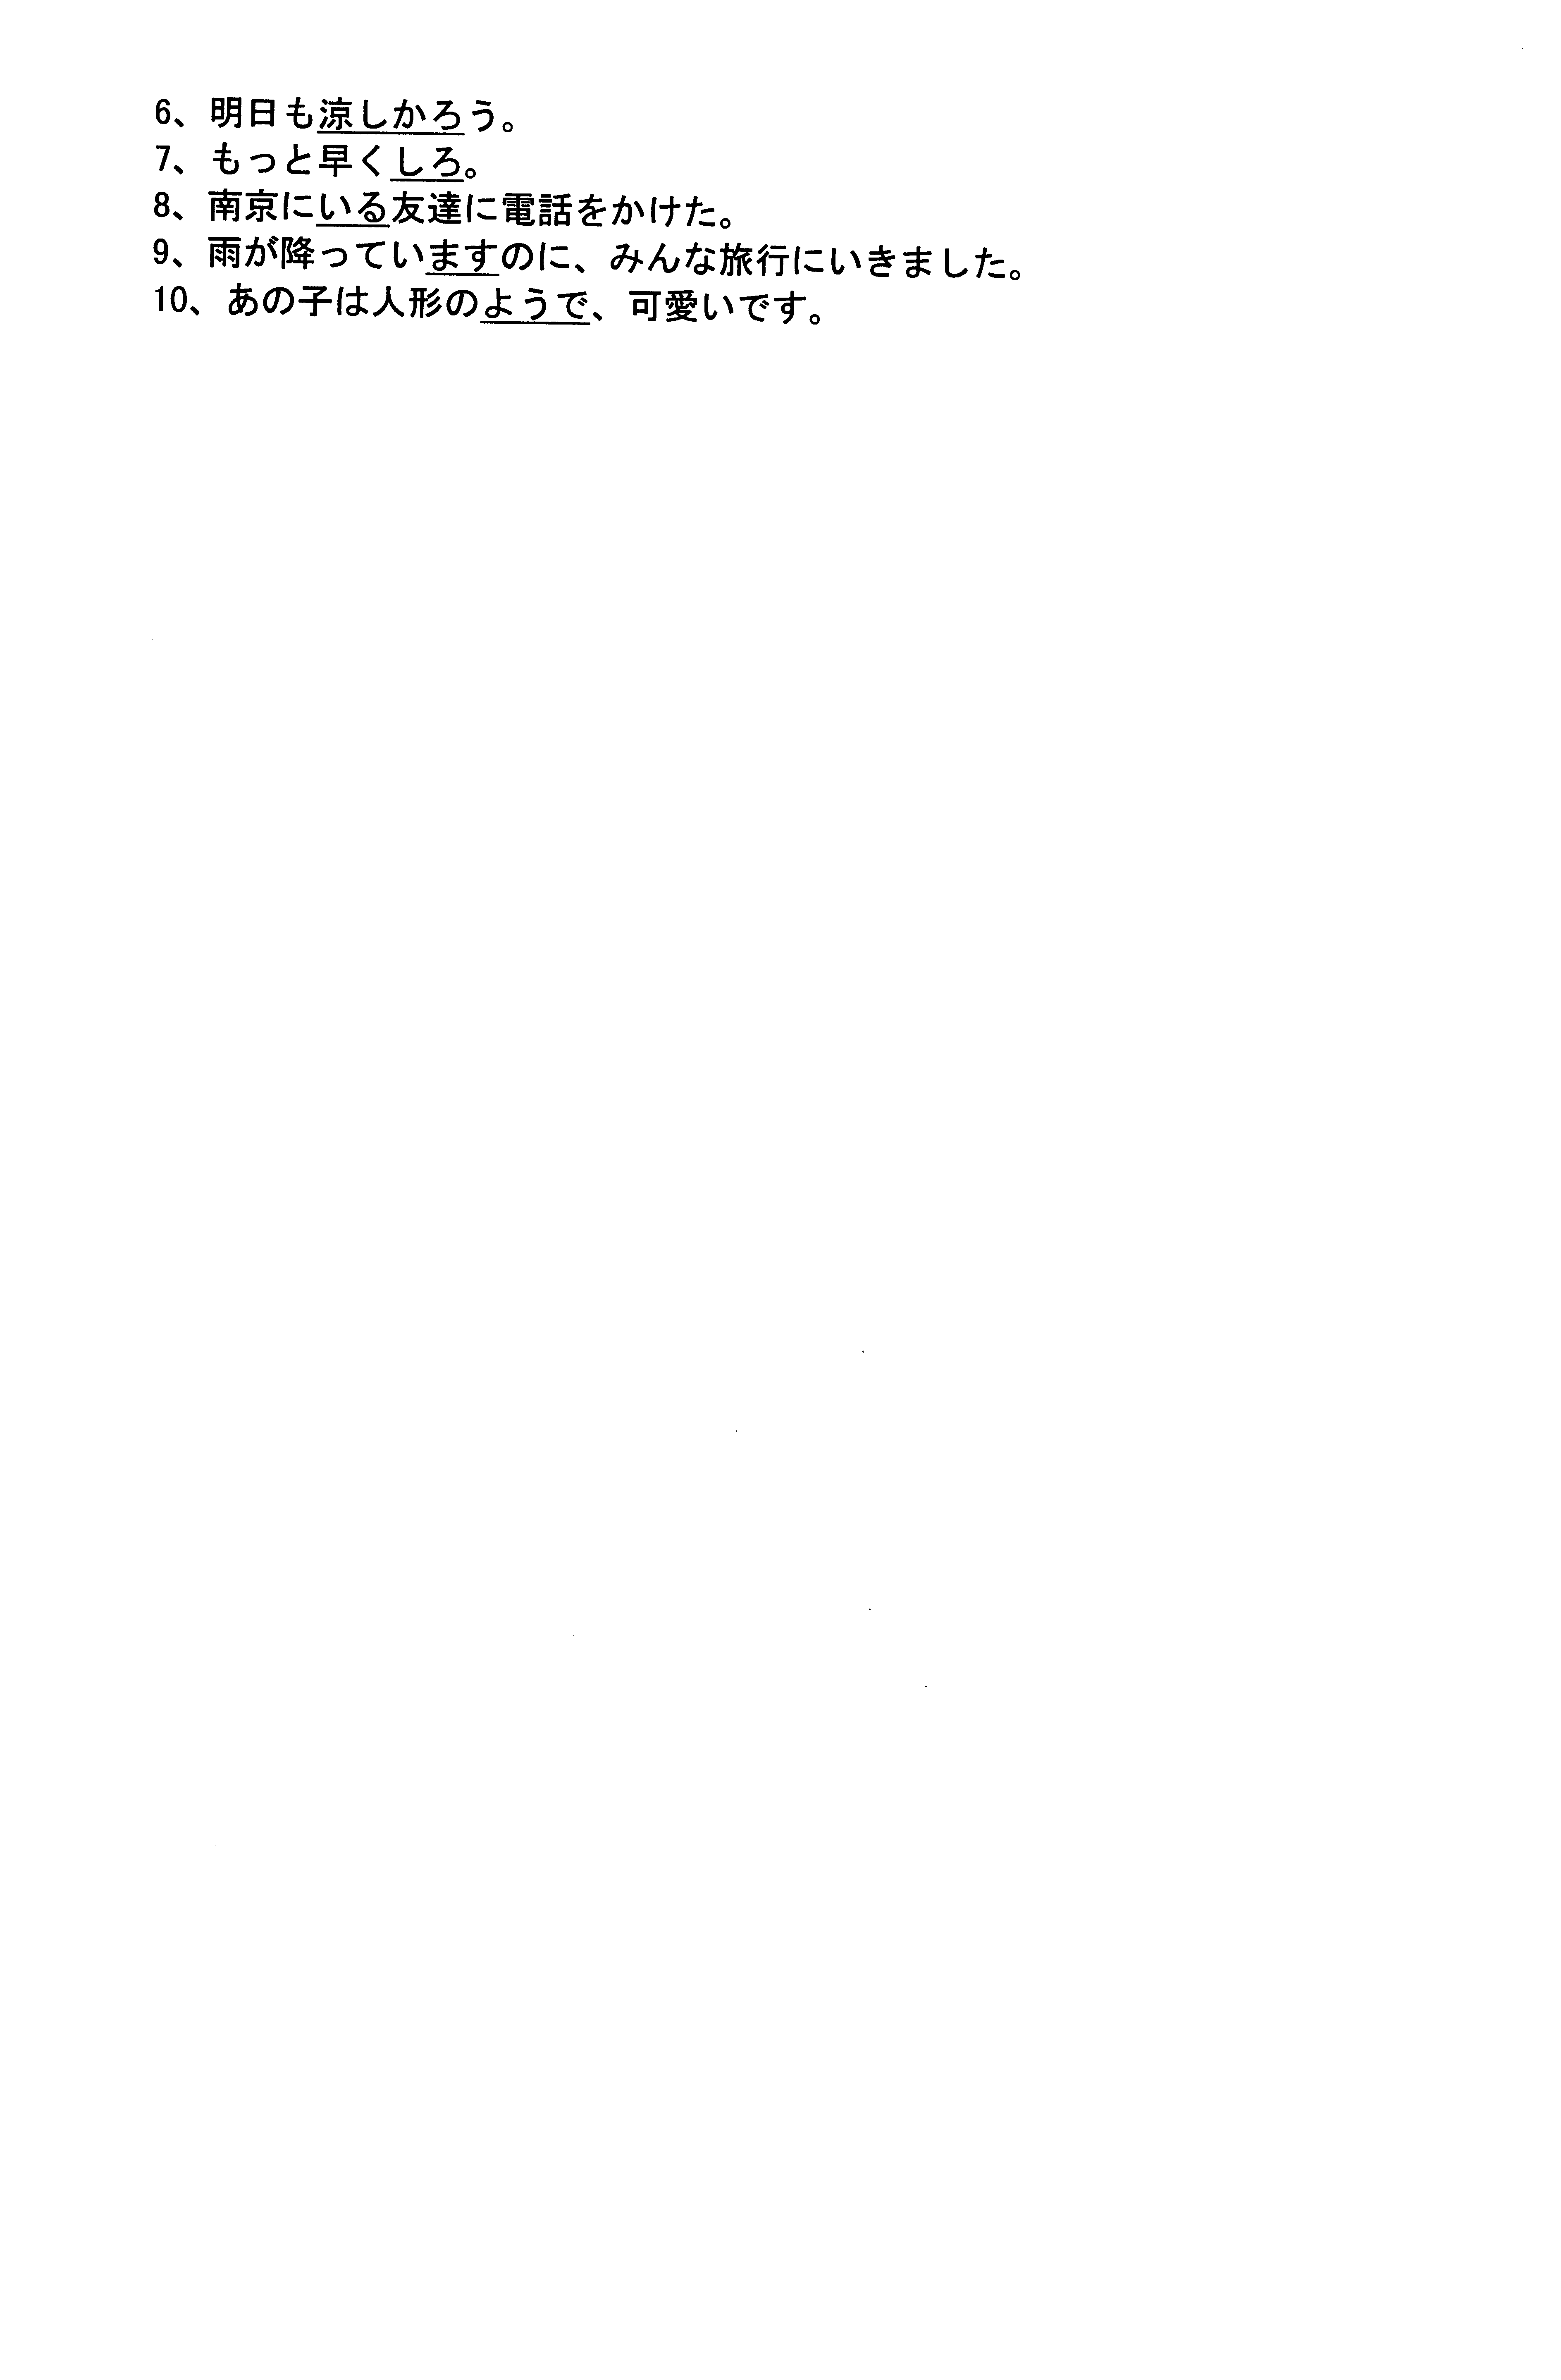 6、明日も涼しかろう。
7、もっと早くしろ。
8、南京にいる友達に電話をかけた。
9、雨が降っていますのに、みんな旅行にいきました。
10、あの子は人形のようで、可愛いです。